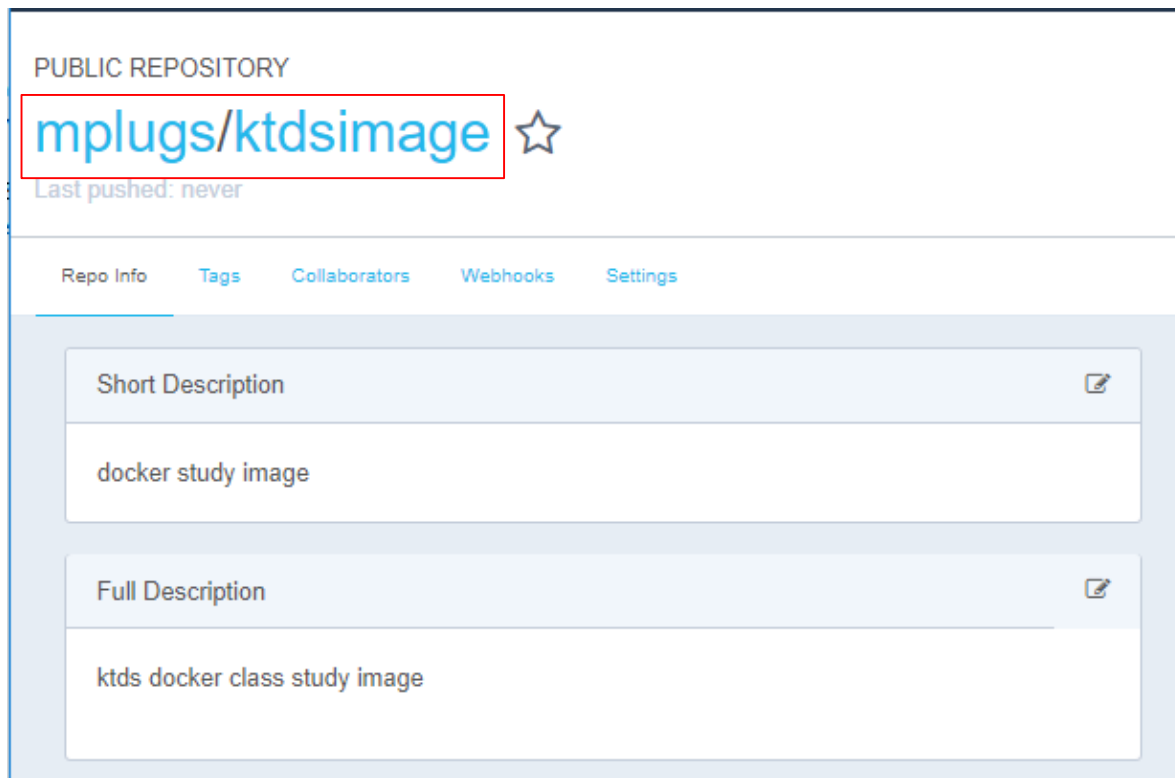 PUBLIC REPOSITORY
mplugs/ktdsimage
Last pushed: never
Repo Info Tags Collaborators Webhooks Settings
Short Description
docker study image
Full Description
ktds docker class study image